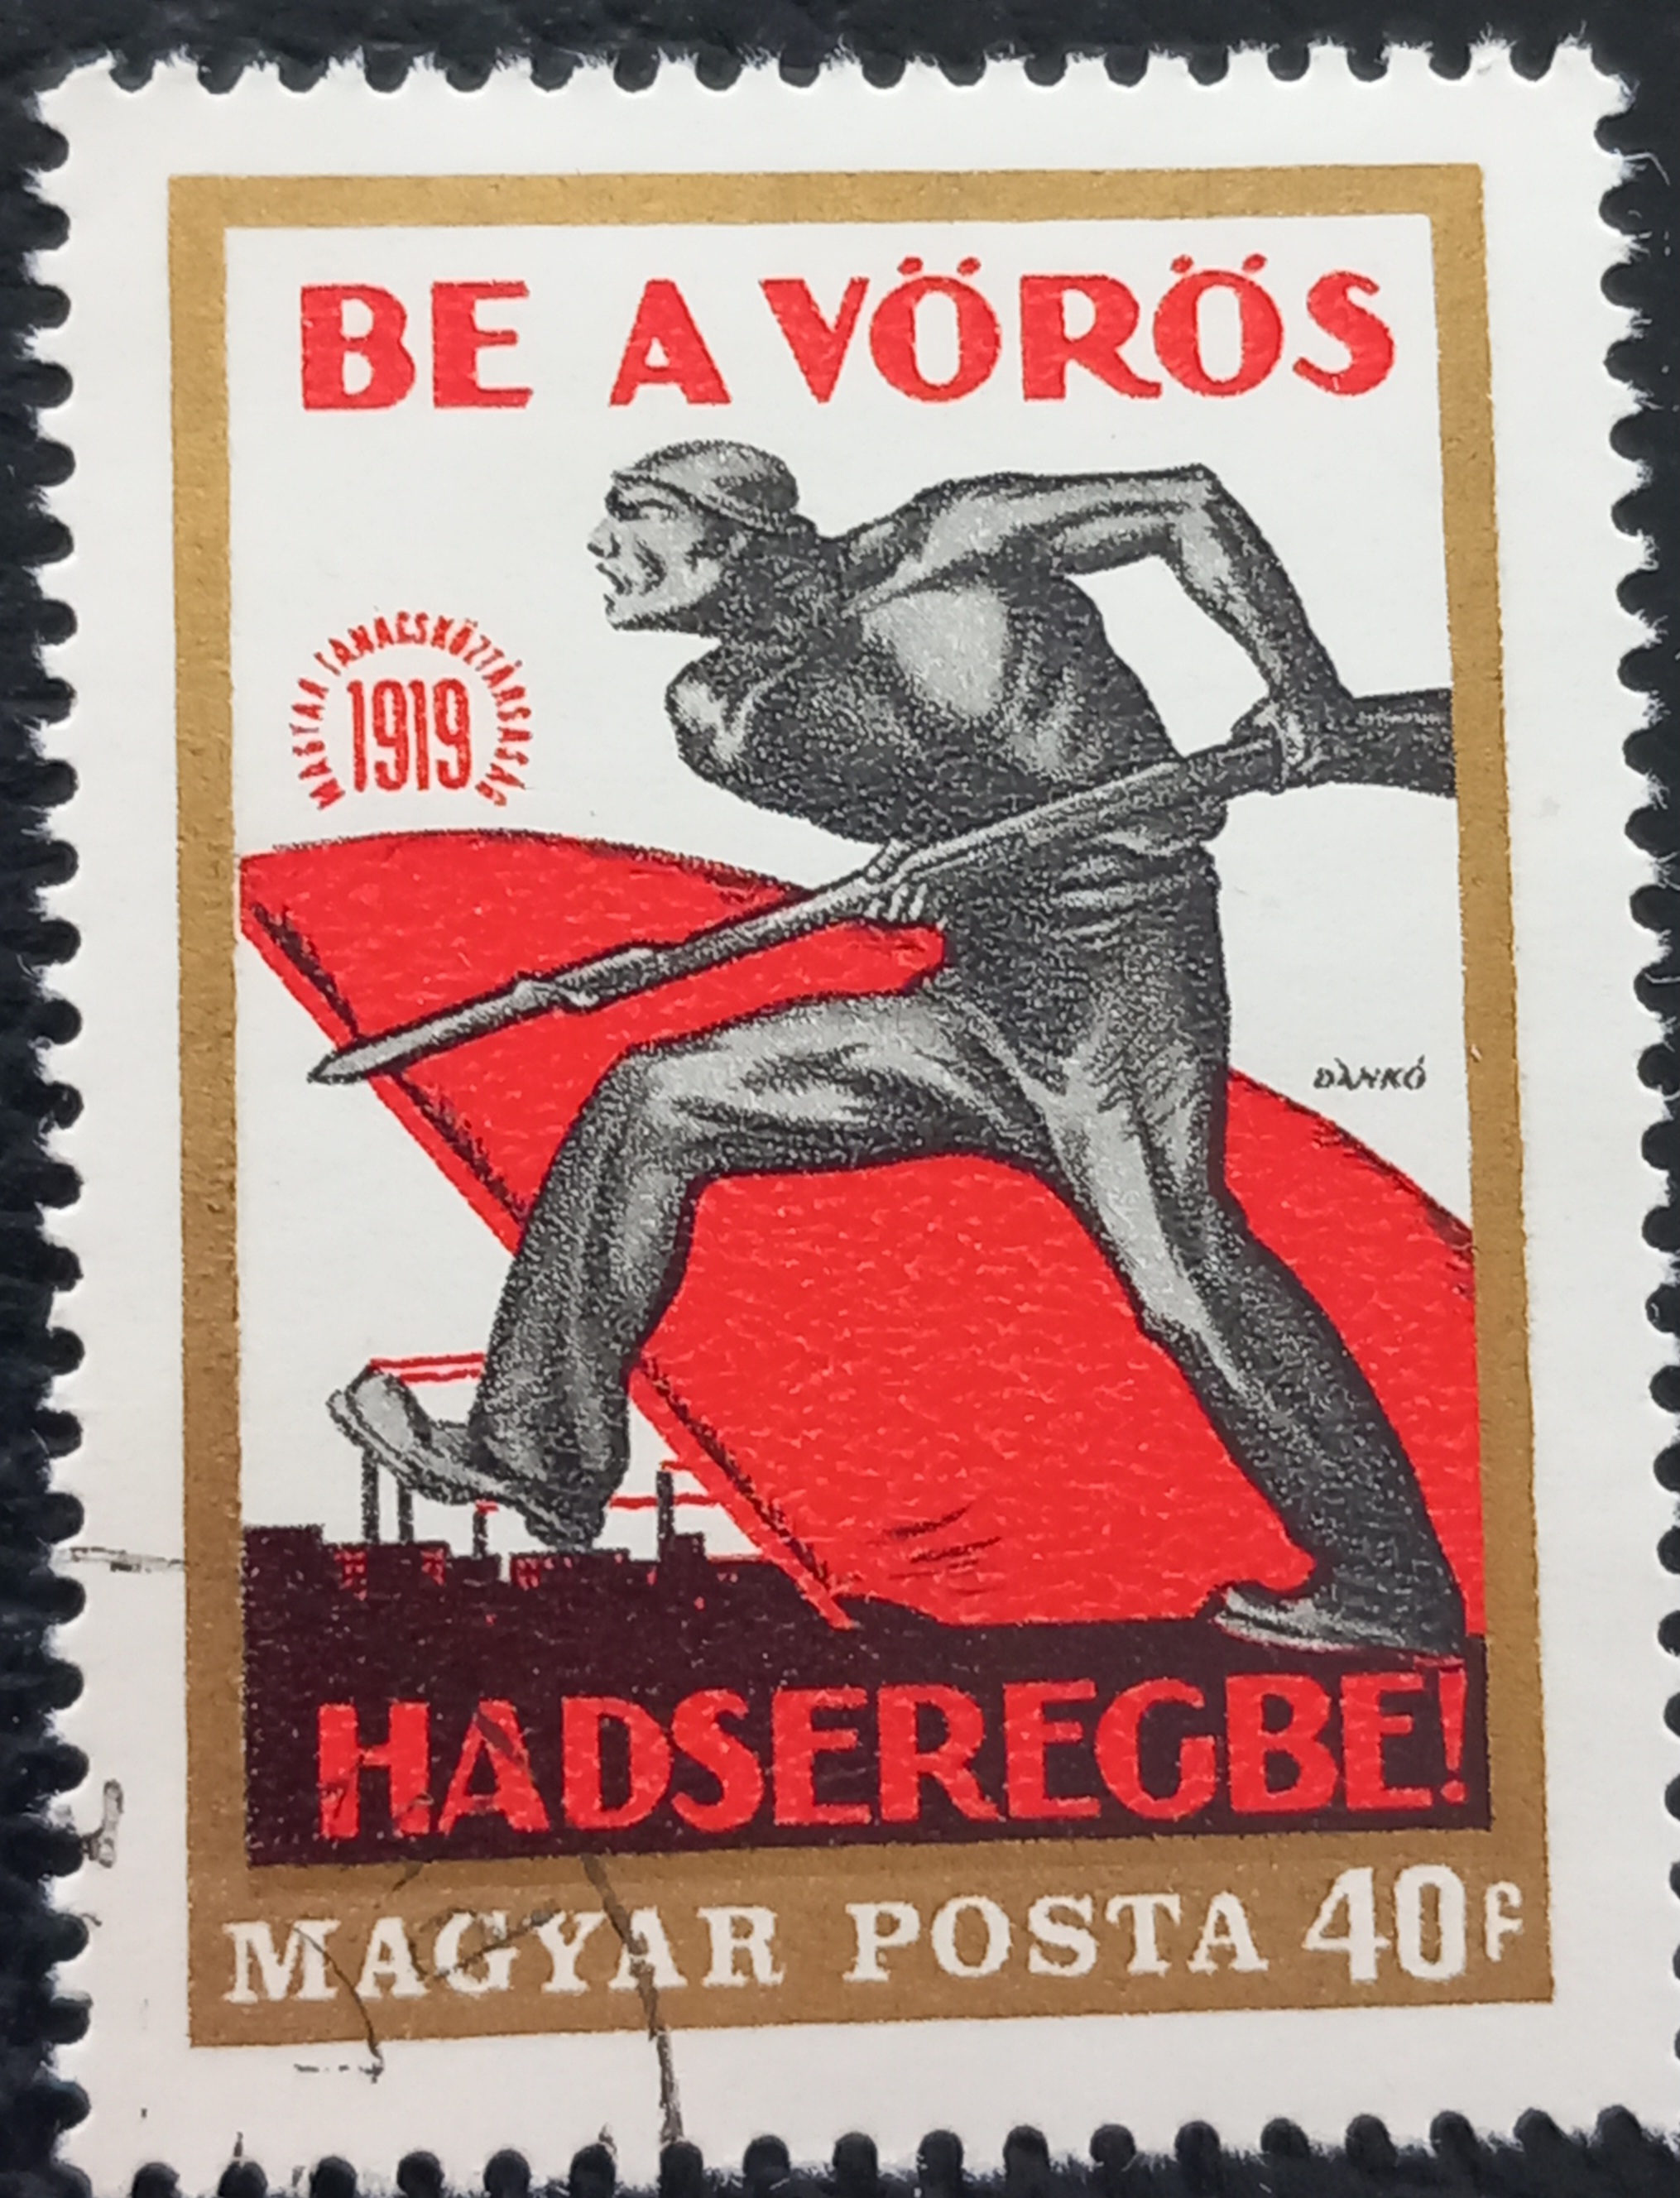 BE A VÖRÖS
MAGYAR TANÁCSKÖZTÁRSASÁG
1919
DANKÓ
HADSEREGBE!
MAGYAR POSTA 40f